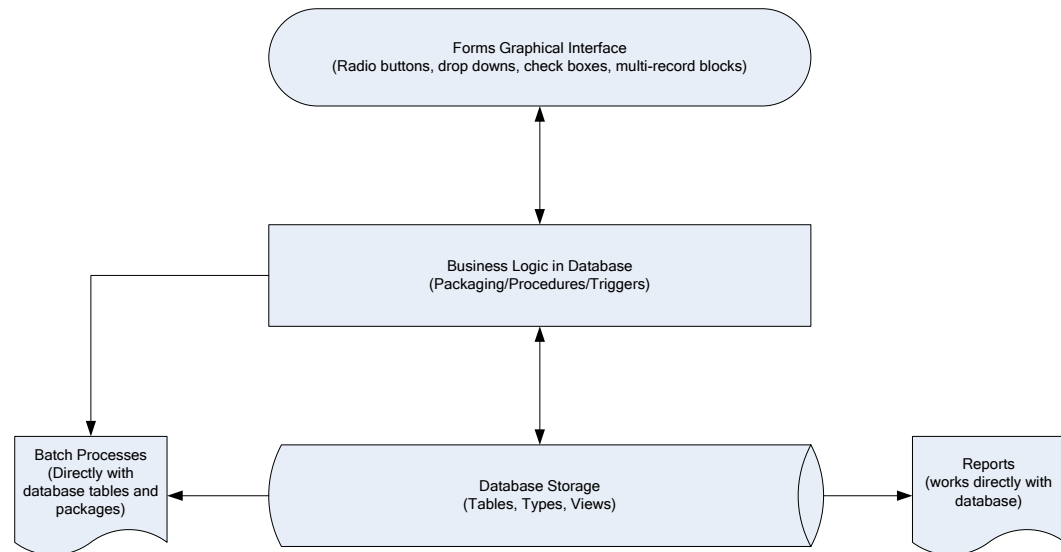 Forms Graphical Interface
(Radio buttons, drop downs, check boxes, multi-record blocks)
Business Logic in Database
(Packaging/Procedures/Triggers)
Batch Processes
(Directly with
database tables and
packages)
Database Storage
(Tables, Types, Views)
Reports
(works directly with
database)